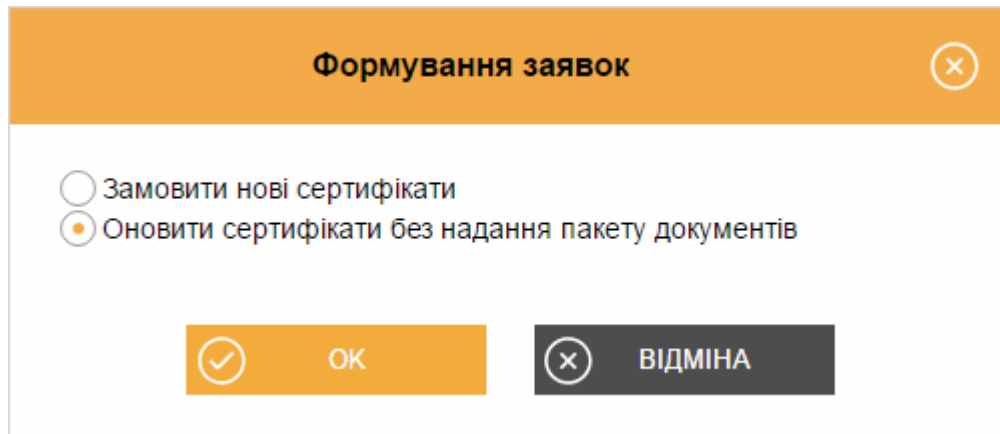 Формування заявок
Замовити нові сертифікати
Оновити сертифікати без надання пакету документів
ОК
ВІДМІНА